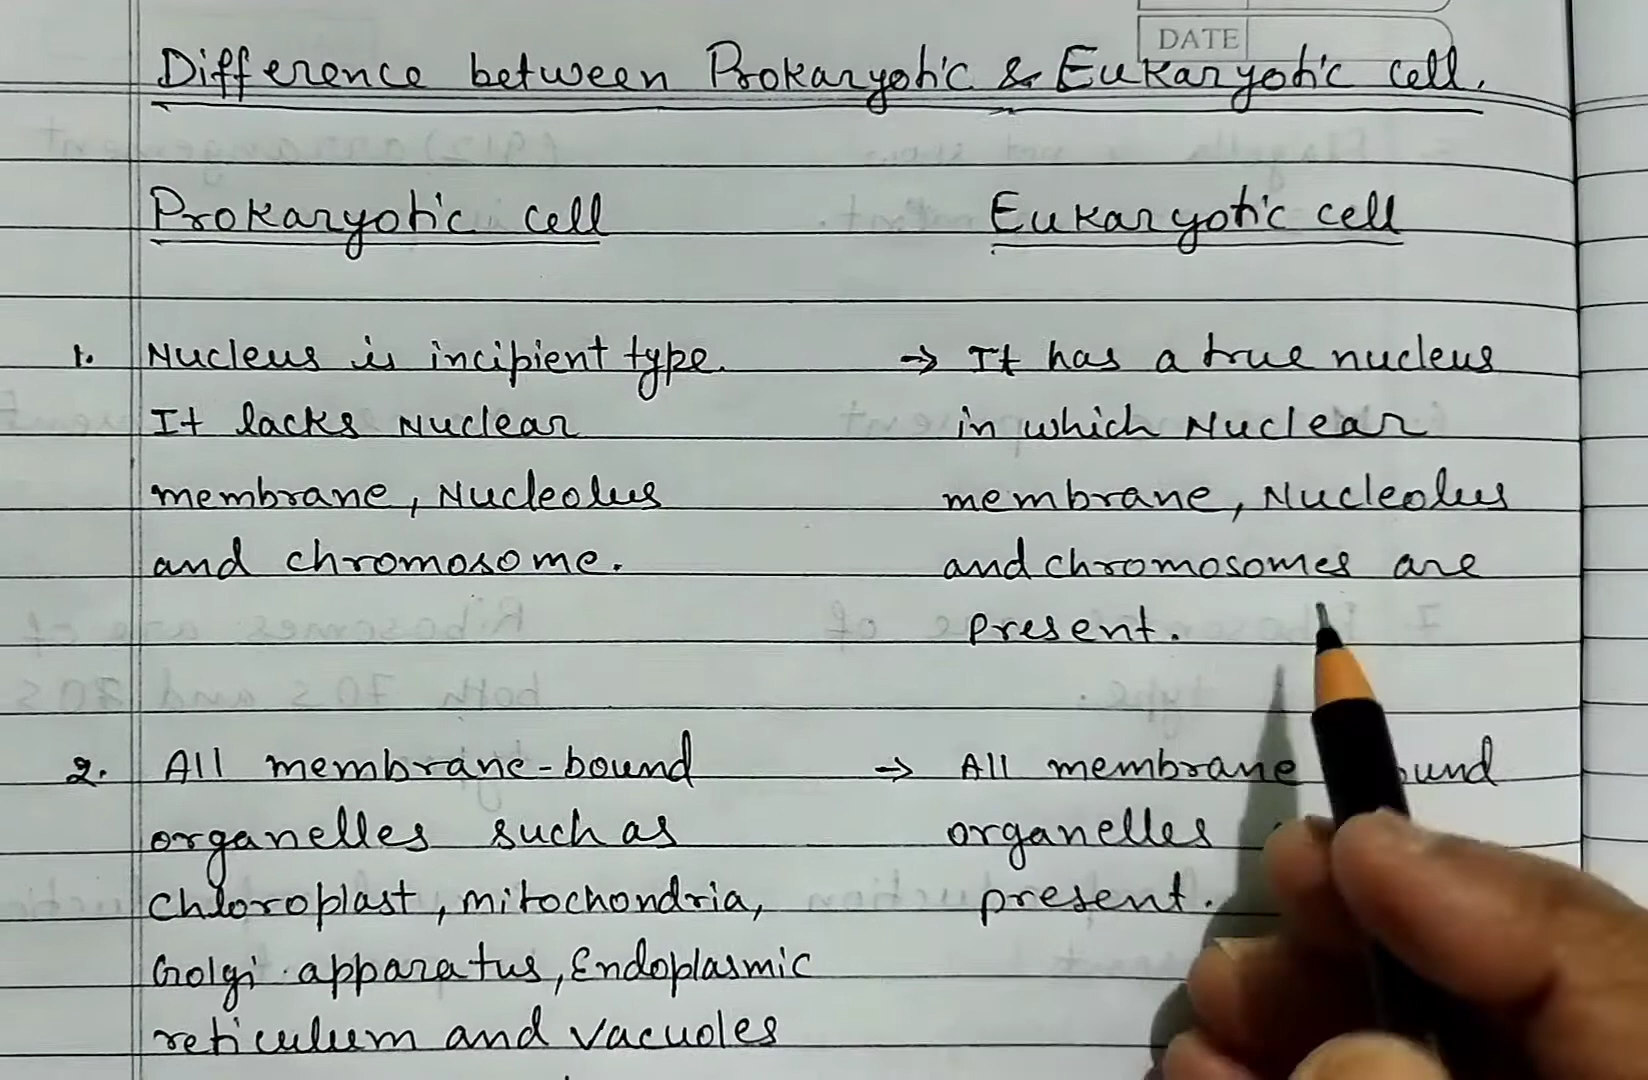 DATE
Difference between Prokaryotic & Eukaryotic cell.
Prokaryotic cell
Eukaryotic cell
1. Nucleus is incipient type.
It lacks Nuclear
membrane, Nucleolus
and chromosome.
→ It has a true nucleus
in which Nuclear
membrane, Nucleolus
and chromosomes are
present.
2. All membrane-bound
organelles such as
chloroplast, mitochondria,
Golgi apparatus, Endoplasmic
reticulum and vacuoles
→ All membrane
organelles
present.